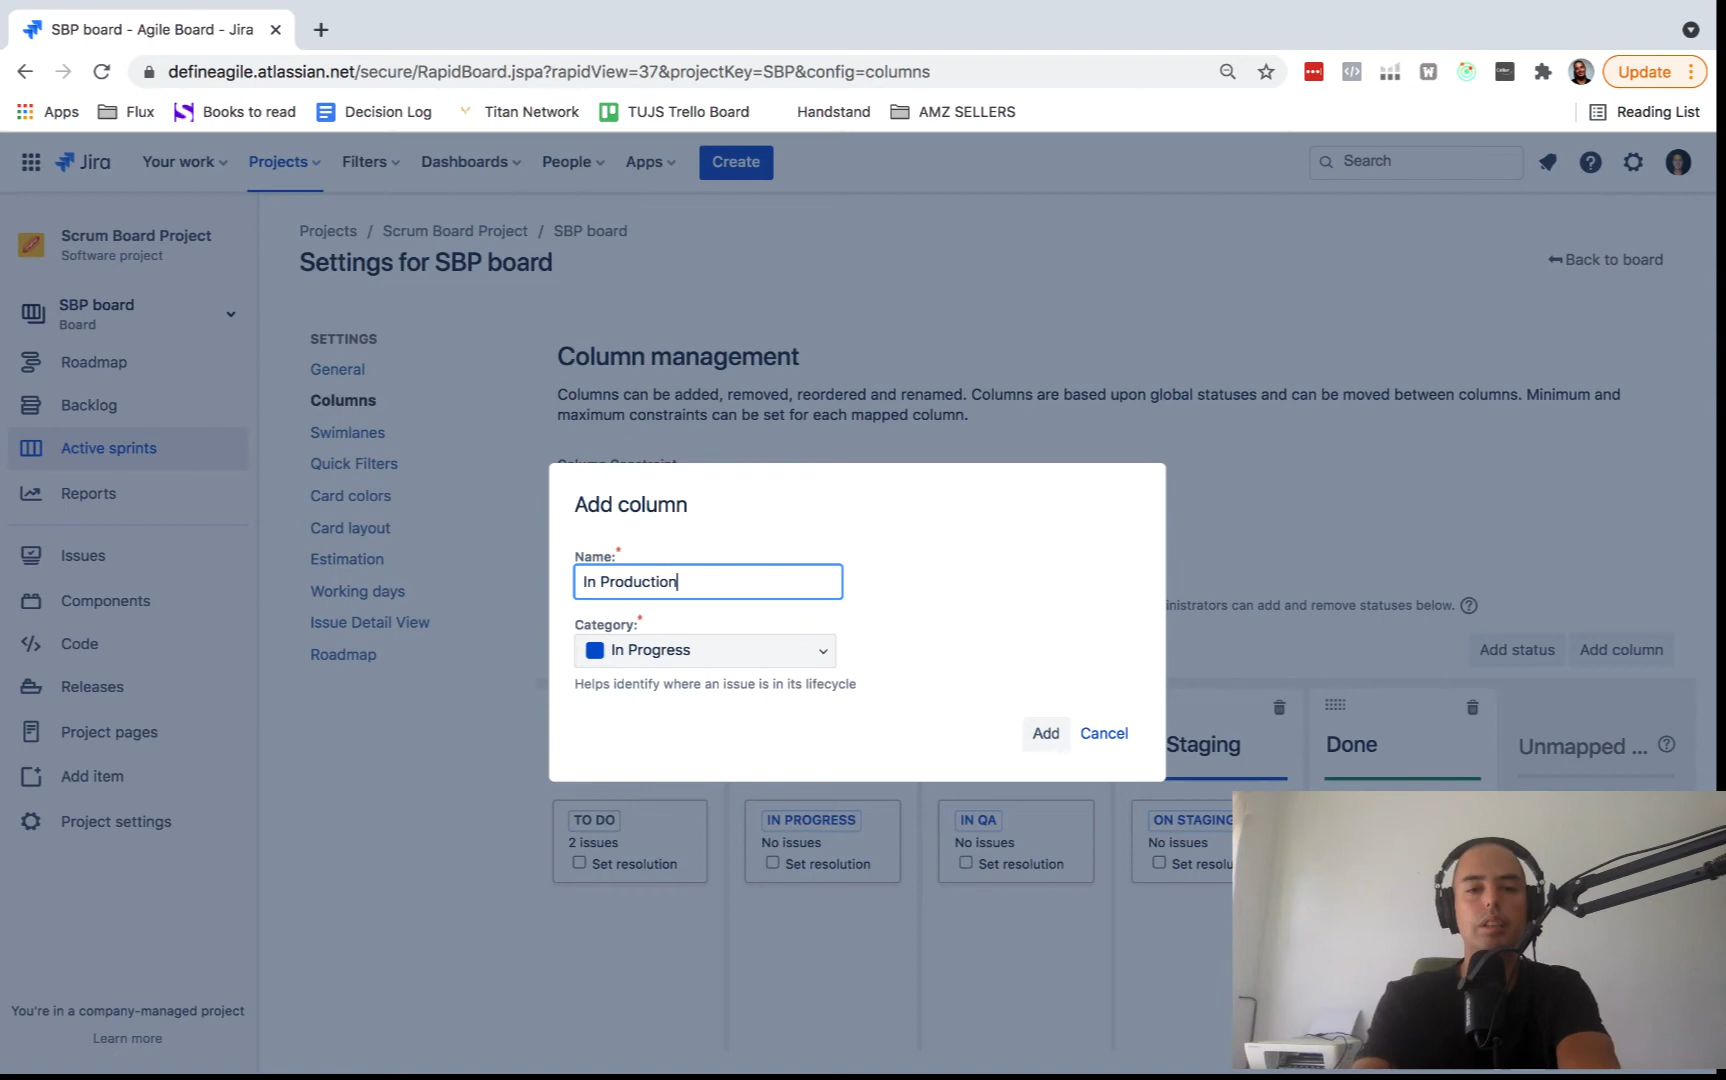 SBP board - Agile Board - Jira
defineagile.atlassian.net/secure/RapidBoard.jspa?rapidView=37&projectKey=SBP&config=columns
Update
Apps
Flux
Books to read
Decision Log
Titan Network
TUJS Trello Board
Handstand
AMZ SELLERS
Reading List
Jira
Your work
Projects
Filters
Dashboards
People
Apps
Create
Search
Scrum Board Project
Software project
SBP board
Board
Roadmap
Backlog
Active sprints
Reports
Issues
Components
Code
Releases
Project pages
Add item
Project settings
You're in a company-managed project
Learn more
Projects / Scrum Board Project / SBP board
Settings for SBP board
Back to board
SETTINGS
General
Columns
Swimlanes
Quick Filters
Card colors
Card layout
Estimation
Working days
Issue Detail View
Roadmap
Column management
Columns can be added, removed, reordered and renamed. Columns are based upon global statuses and can be moved between columns. Minimum and
maximum constraints can be set for each mapped column.
Add column
Name:*
In Production
Category:*
In Progress
Helps identify where an issue is in its lifecycle
Add
Cancel
inistrators can add and remove statuses below.
Add status
Add column
Staging
Done
Unmapped ...
TO DO
2 issues
Set resolution
IN PROGRESS
No issues
Set resolution
IN QA
No issues
Set resolution
ON STAGING
No issues
Set resolu